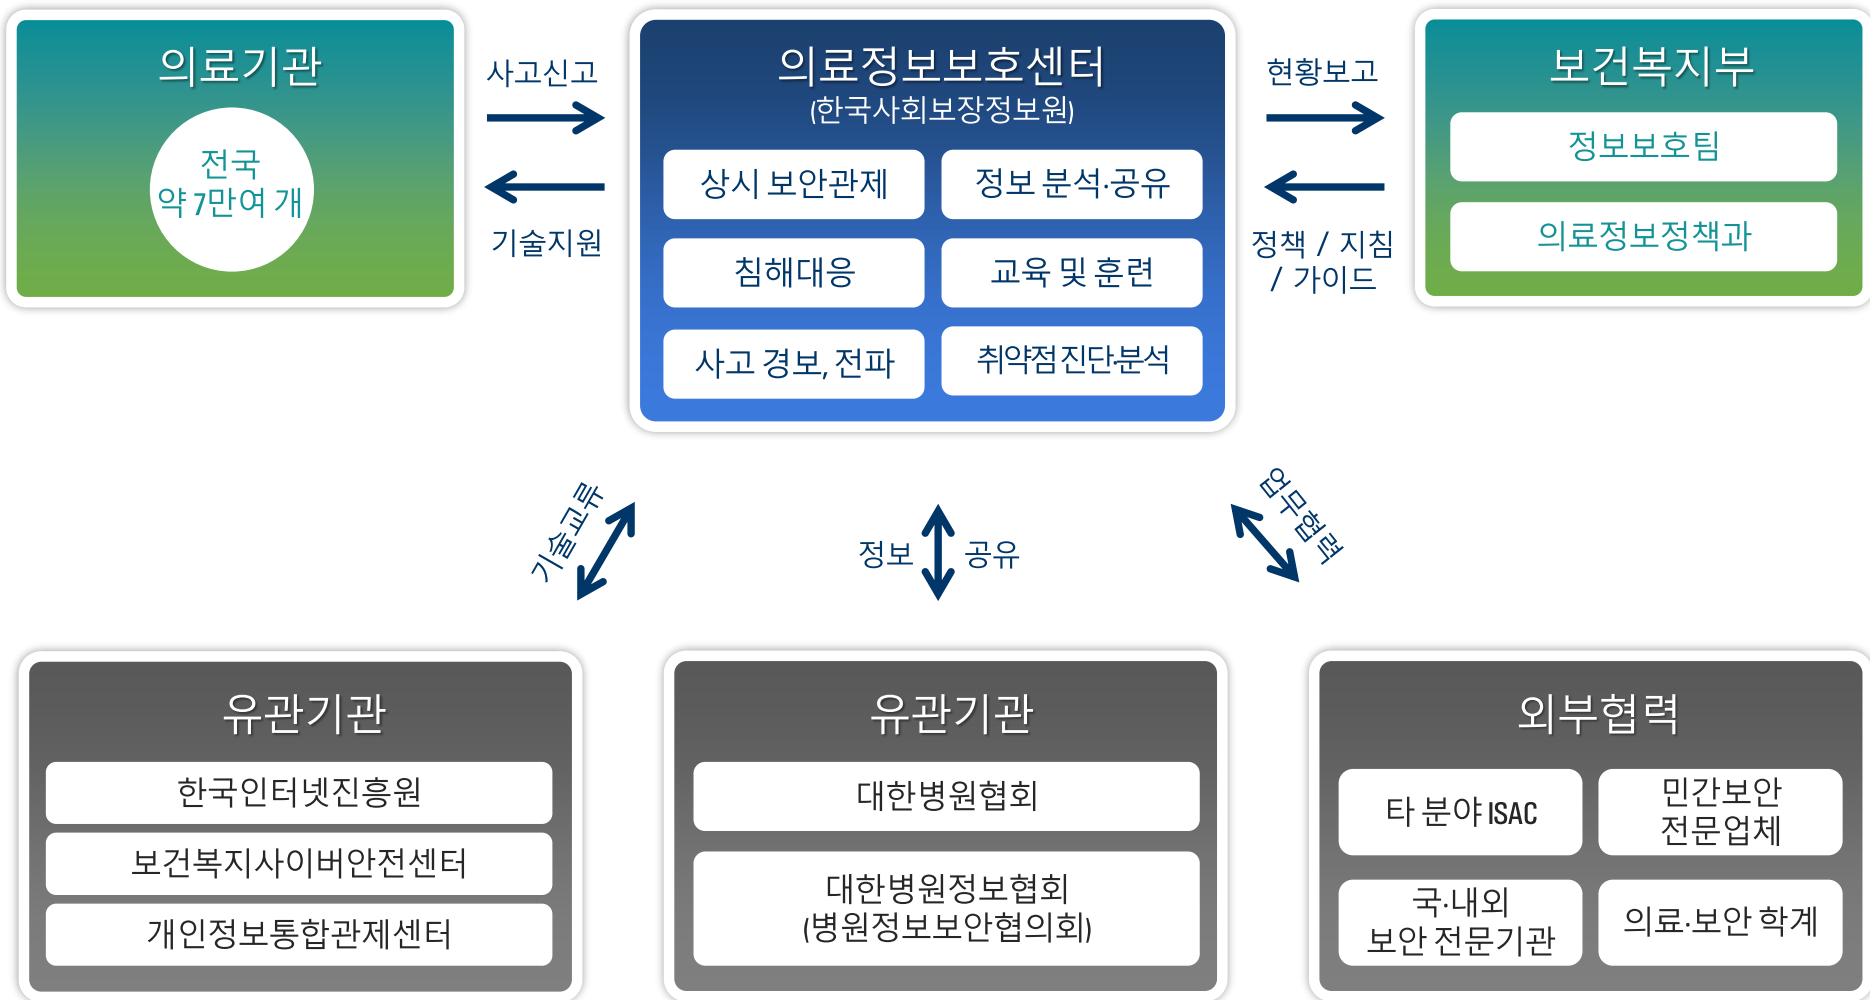 의료기관
전국
약 7만여 개
사고신고
기술지원
의료정보보호센터
(한국사회보장정보원)
상시 보안관제
정보 분석·공유
침해대응
교육 및 훈련
사고 경보, 전파
취약점 진단·분석
현황보고
정책 / 지침
/ 가이드
보건복지부
정보보호팀
의료정보정책과
기술교류
정보 공유
업무협력
유관기관
한국인터넷진흥원
보건복지사이버안전센터
개인정보통합관제센터
유관기관
대한병원협회
대한병원정보협회
(병원정보보안협의회)
외부협력
타 분야 ISAC
민간보안
전문업체
국·내외
보안 전문기관
의료·보안 학계